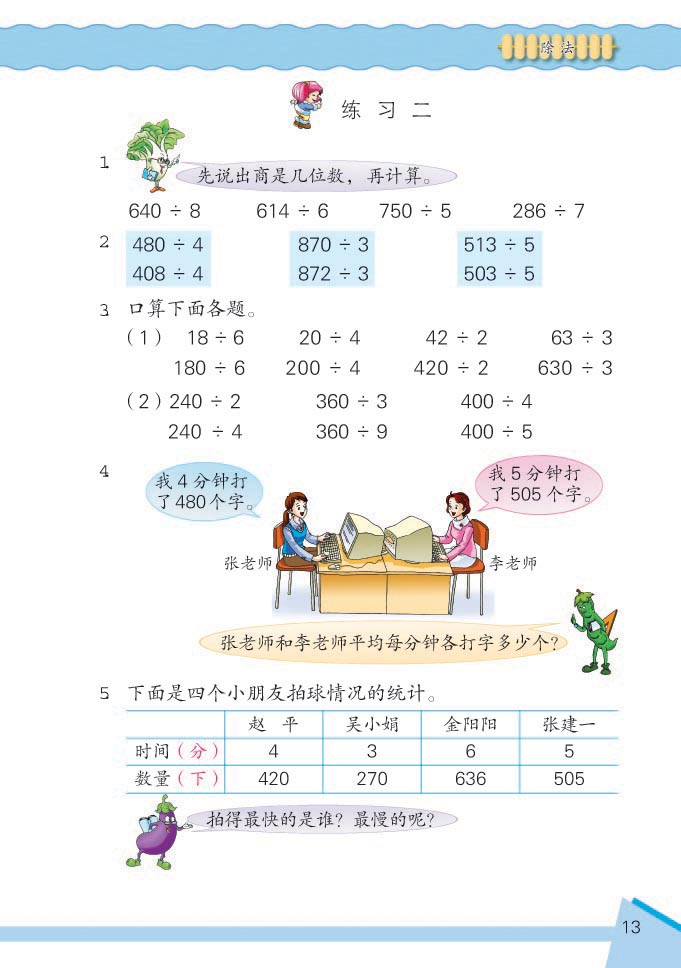 除法
练 习 二
1. 先说出商是几位数，再计算。
640 ÷ 8 614 ÷ 6 750 ÷ 5 286 ÷ 7
2. 480 ÷ 4 870 ÷ 3 513 ÷ 5
408 ÷ 4 872 ÷ 3 503 ÷ 5
3. 口算下面各题。
（1） 18 ÷ 6 20 ÷ 4 42 ÷ 2 63 ÷ 3
180 ÷ 6 200 ÷ 4 420 ÷ 2 630 ÷ 3
（2）240 ÷ 2 360 ÷ 3 400 ÷ 4
240 ÷ 4 360 ÷ 9 400 ÷ 5
4.
我 4 分钟打
了 480 个字。
我 5 分钟打
了 505 个字。
张老师
李老师
张老师和李老师平均每分钟各打字多少个？
5. 下面是四个小朋友拍球情况的统计。
赵 平 吴小娟 金阳阳 张建一
时间（分） 4 3 6 5
数量（下） 420 270 636 505
拍得最快的是谁？最慢的呢？
13